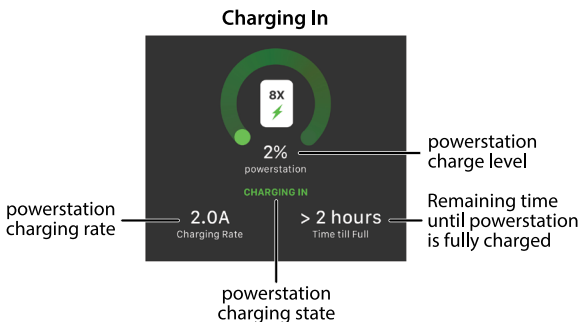 Charging In
8X
2%
powerstation
CHARGING IN
2.0A
Charging Rate
> 2 hours
Time till Full
powerstation
charge level
powerstation
charging rate
Remaining time
until powerstation
is fully charged
powerstation
charging state